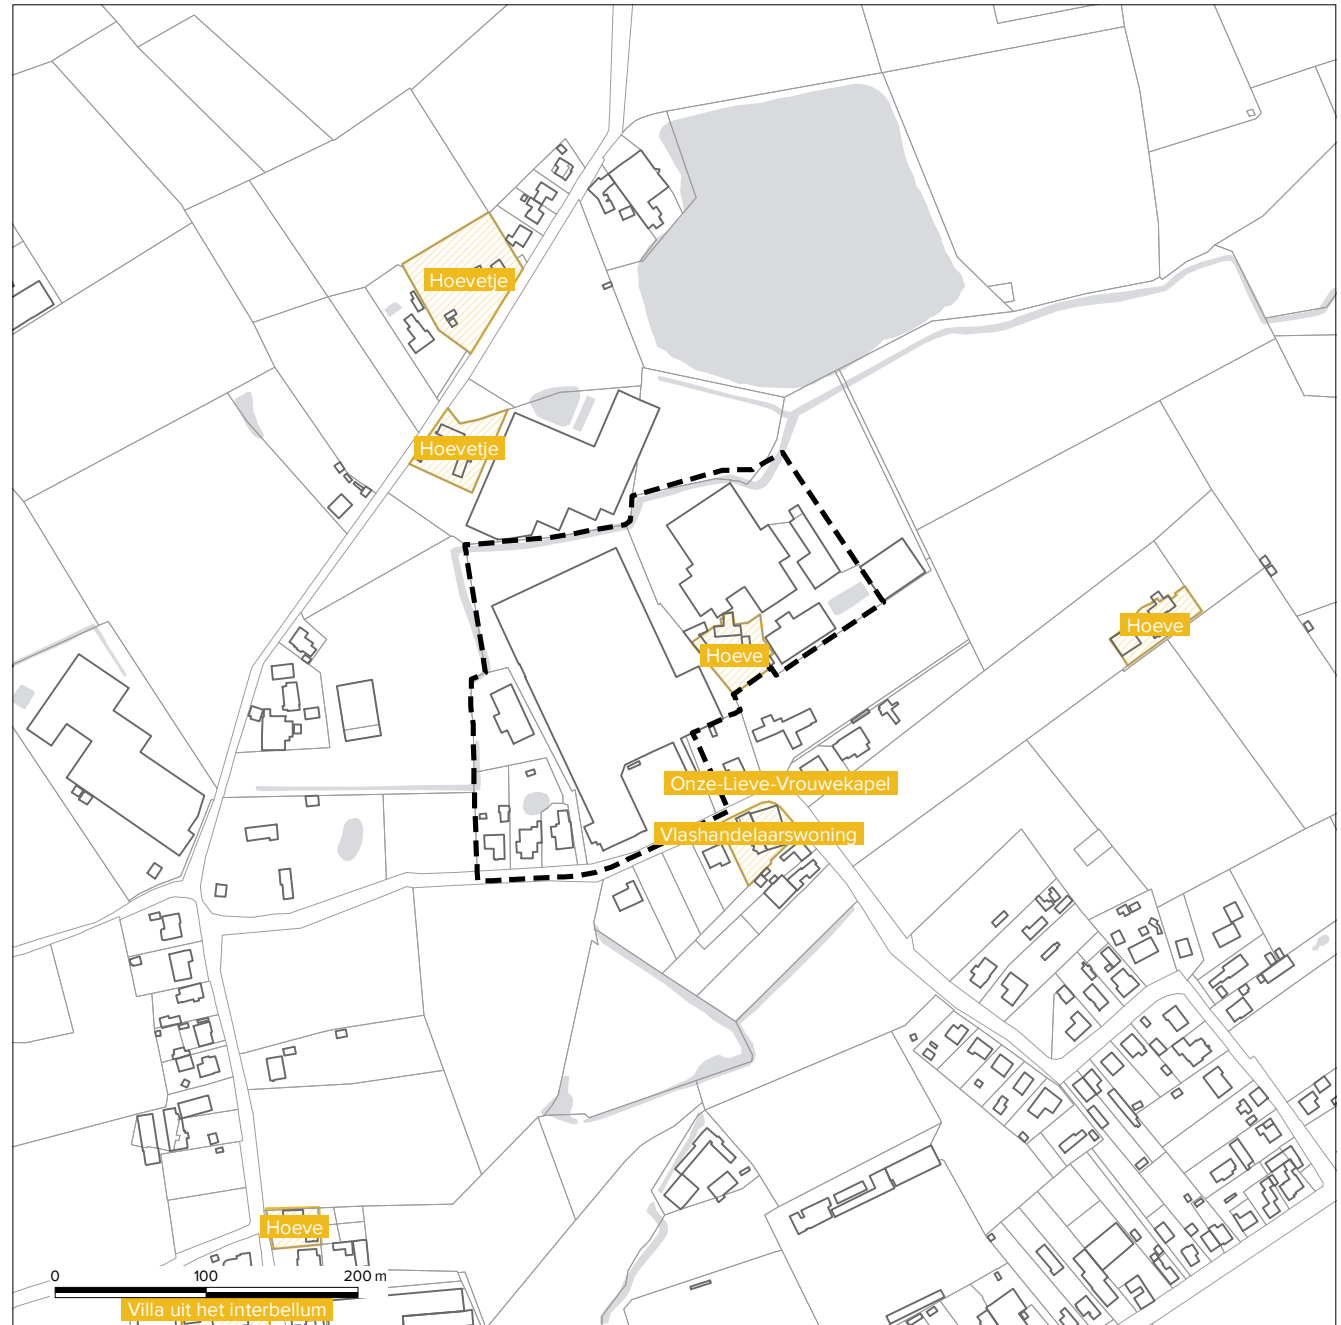 Hoevetje
Hoevetje
Hoeve
Hoeve
Onze-Lieve-Vrouwekapel
Vlashandelaarswoning
Hoeve
0 100 200 m
Villa uit het interbellum